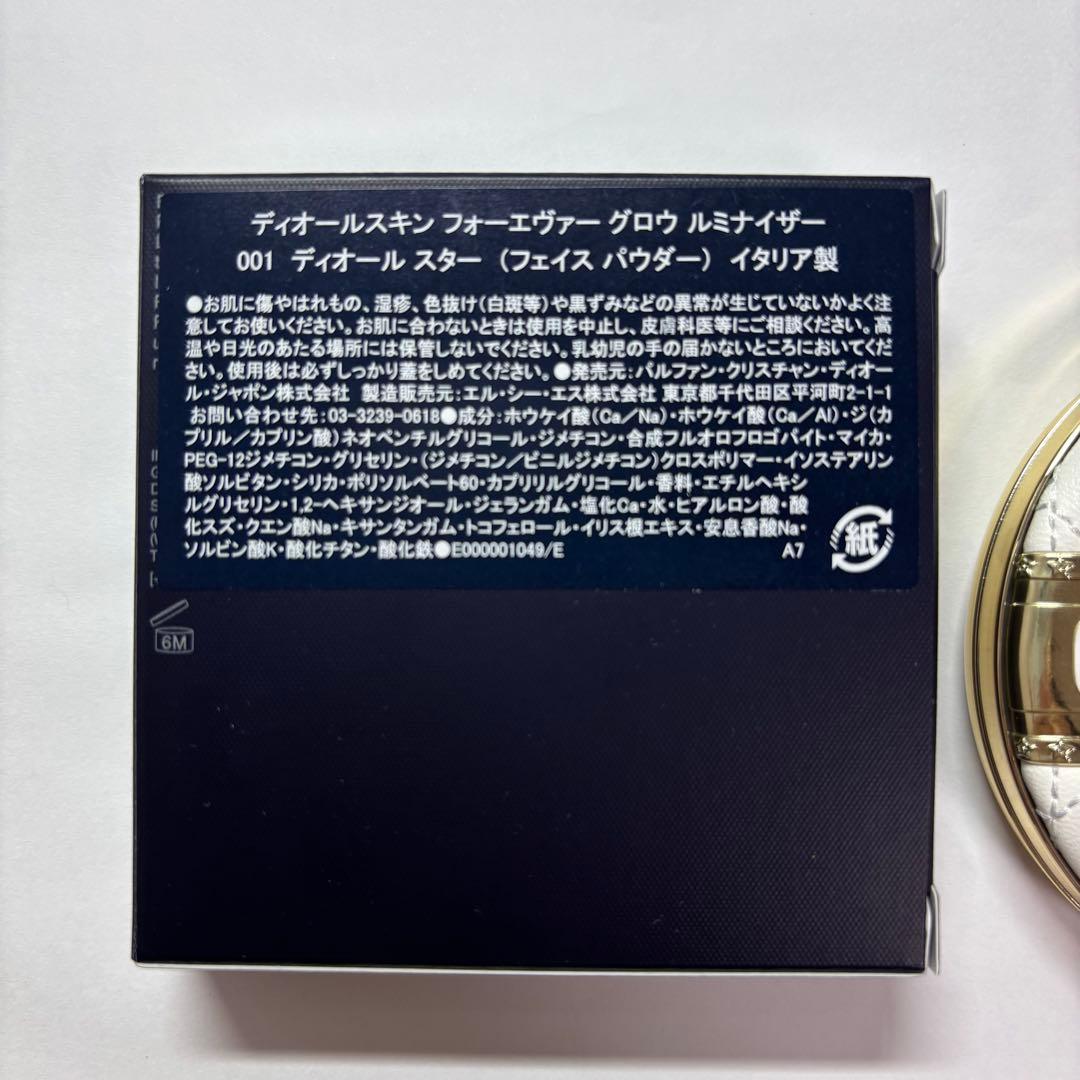 ディオールスキン フォーエヴァー グロウ ルミナイザー
001 ディオール スター（フェイス パウダー） イタリア製
●お肌に傷やはれもの、湿疹、色抜け(白斑等)や黒ずみなどの異常が生じていないかよく注
意してお使いください。お肌に合わないときは使用を中止し、皮膚科医等にご相談ください。高
温や日光のあたる場所には保管しないでください。乳幼児の手の届かないところにおいてくだ
さい。使用後は必ずしっかり蓋をしめてください。●発売元：パルファン・クリスチャン・ディオ
ール・ジャポン株式会社 製造販売元：エル・シー・エス株式会社 東京都千代田区平河町2-1-1
お問い合わせ先：03-3239-0618●成分：ホウケイ酸(Ca／Na)・ホウケイ酸(Ca／Al)・ジ(カ
プリル／カプリン酸)ネオペンチルグリコール・ジメチコン・合成フルオロフロゴパイト・マイカ・
PEG-12ジメチコン・グリセリン・(ジメチコン／ビニルジメチコン)クロスポリマー・イソステアリン
酸ソルビタン・シリカ・ポリソルベート60・カプリリルグリコール・香料・エチルヘキシ
ルグリセリン・1,2-ヘキサンジオール・ジェランガム・塩化Ca・水・ヒアルロン酸・酸
化スズ・クエン酸Na・キサンタンガム・トコフェロール・イリス根エキス・安息香酸Na・
ソルビン酸K・酸化チタン・酸化鉄●E000001049/E A7
紙
6M